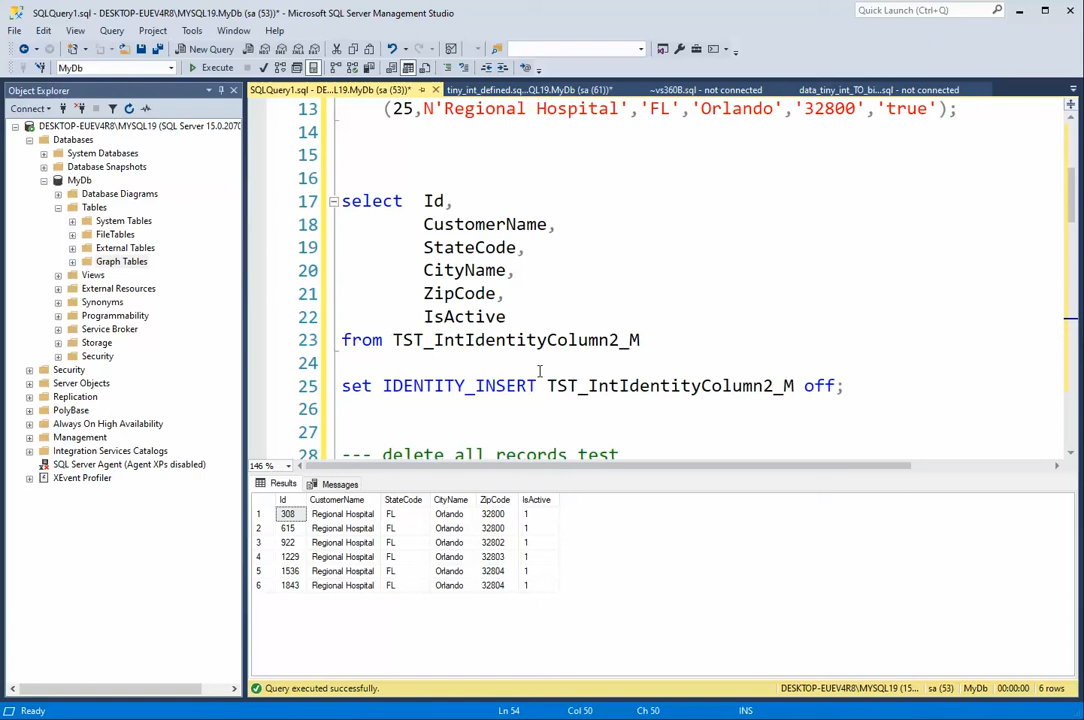 SQLQuery1.sql - DESKTOP-EUEV4R8\MYSQL19.MyDb (sa (53))* - Microsoft SQL Server Management Studio
Quick Launch (Ctrl+Q)
File Edit View Query Project Tools Window Help
New Query
MyDb
Execute
Object Explorer
Connect
DESKTOP-EUEV4R8\MYSQL19 (SQL Server 15.0.2070
Databases
System Databases
Database Snapshots
MyDb
Database Diagrams
Tables
System Tables
FileTables
External Tables
Graph Tables
Views
External Resources
Synonyms
Programmability
Service Broker
Storage
Security
Security
Server Objects
Replication
PolyBase
Always On High Availability
Management
Integration Services Catalogs
SQL Server Agent (Agent XPs disabled)
XEvent Profiler
SQLQuery1.sql - DE...L19.MyDb (sa (53))* tiny_int_defined.sq...QL19.MyDb (sa (61))* ~vs360B.sql - not connected data_tiny_int_TO_bi....sql - not connected
13 (25,N'Regional Hospital','FL','Orlando','32800','true');
14
15
16
17 select Id,
18 CustomerName,
19 StateCode,
20 CityName,
21 ZipCode,
22 IsActive
23 from TST_IntIdentityColumn2_M
24
25 set IDENTITY_INSERT TST_IntIdentityColumn2_M off;
26
27
28 --- delete all records test
146 %
Results Messages
Id CustomerName StateCode CityName ZipCode IsActive
1 308 Regional Hospital FL Orlando 32800 1
2 615 Regional Hospital FL Orlando 32800 1
3 922 Regional Hospital FL Orlando 32802 1
4 1229 Regional Hospital FL Orlando 32803 1
5 1536 Regional Hospital FL Orlando 32804 1
6 1843 Regional Hospital FL Orlando 32804 1
Query executed successfully. DESKTOP-EUEV4R8\MYSQL19 (15... sa (53) MyDb 00:00:00 6 rows
Ready Ln 54 Col 50 Ch 50 INS